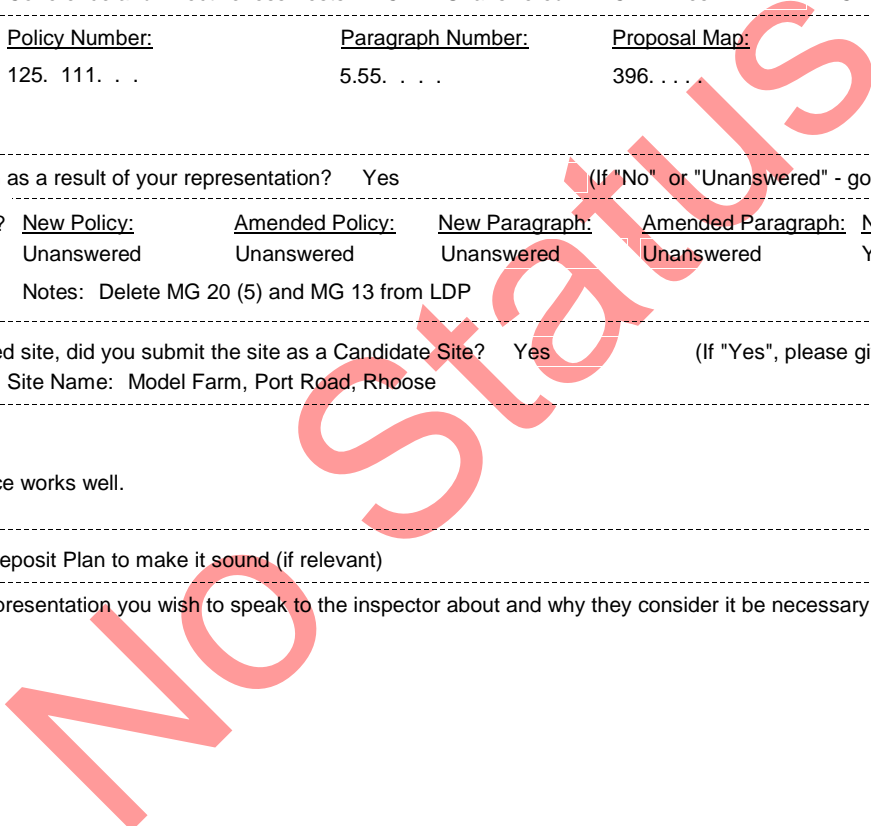 Policy Number: Paragraph Number: Proposal Map:
125. 111. . . 5.55. . . . 396. . . . .
as a result of your representation? Yes (If "No" or "Unanswered" - go
? New Policy: Amended Policy: New Paragraph: Amended Paragraph: N
Unanswered Unanswered Unanswered Unanswered Y
Notes: Delete MG 20 (5) and MG 13 from LDP
ed site, did you submit the site as a Candidate Site? Yes (If "Yes", please gi
Site Name: Model Farm, Port Road, Rhoose
ce works well.
eposit Plan to make it sound (if relevant)
presentation you wish to speak to the inspector about and why they consider it be necessary
No Status